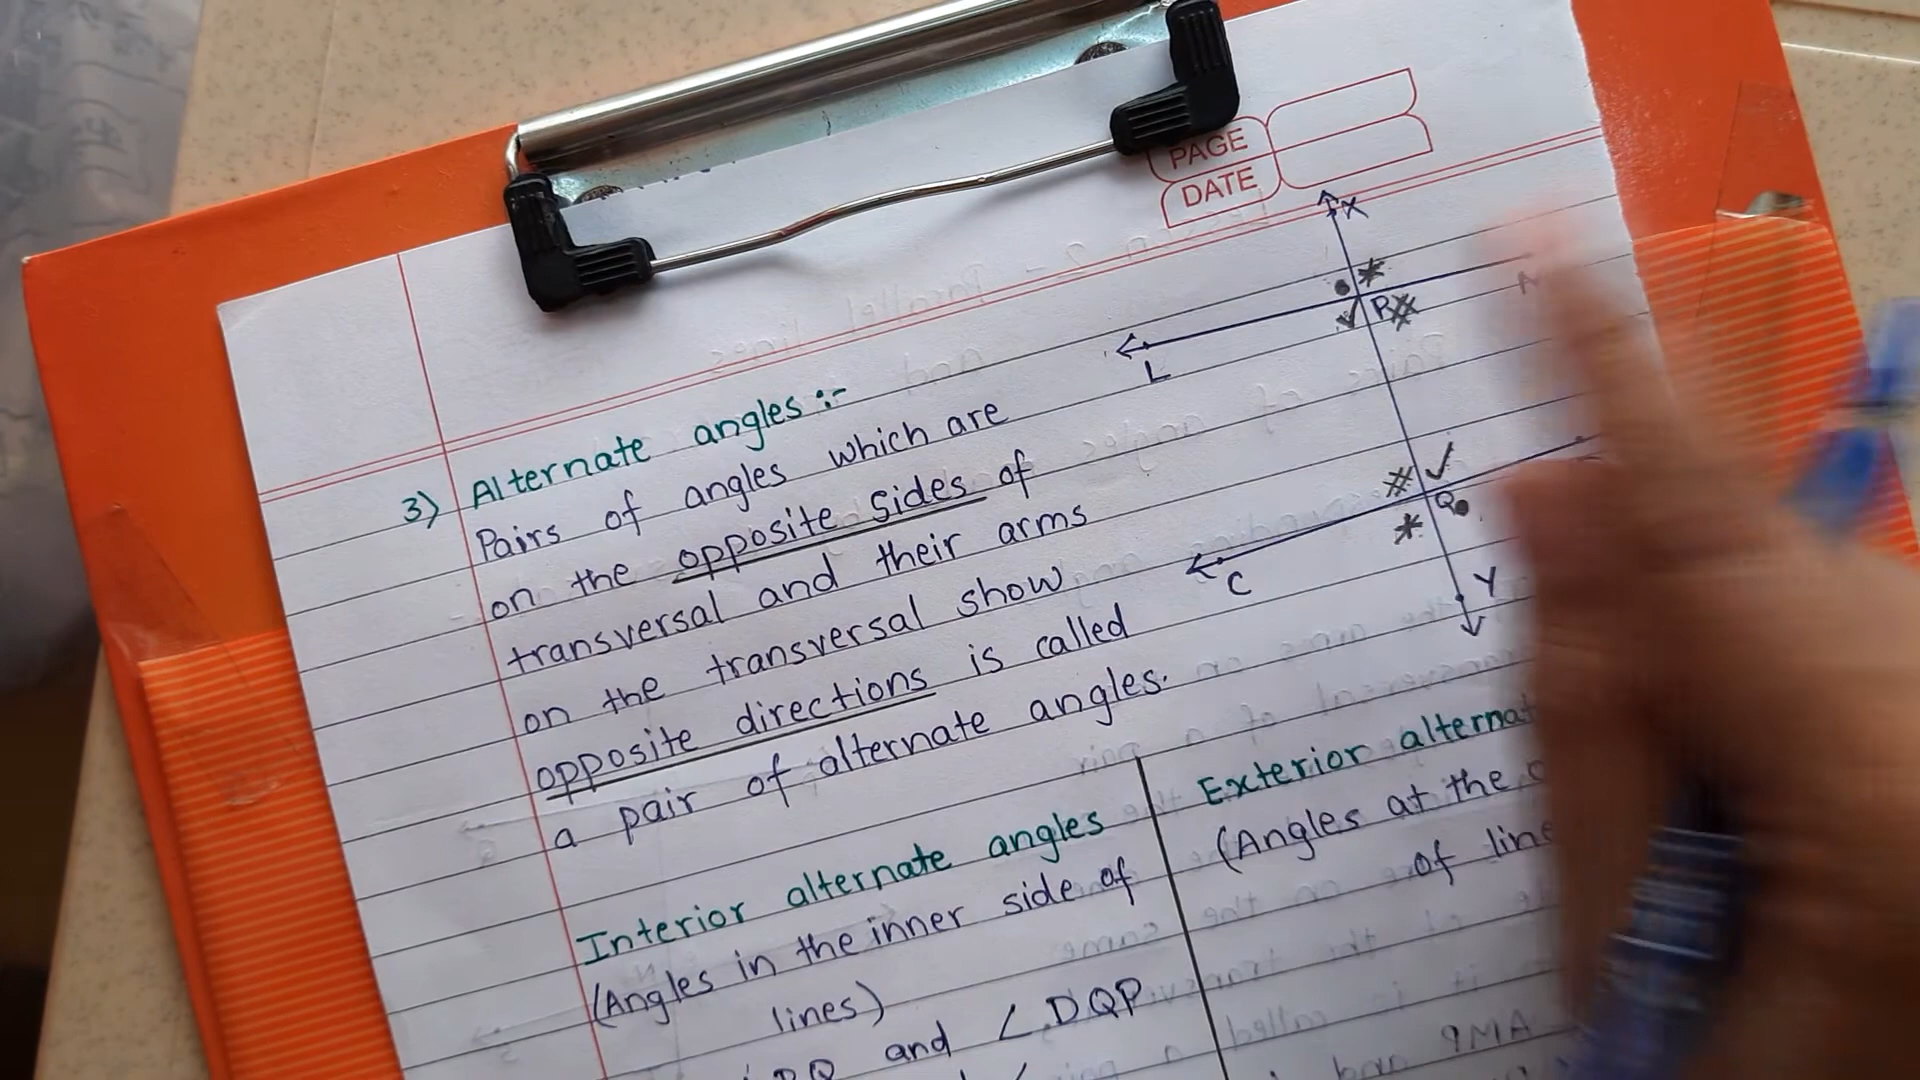 PAGE
DATE
X
* 
P #
L
# ✓
Q
*
C
Y
3) Alternate angles :-
Pairs of angles which are
on the opposite sides of
transversal and their arms
on the transversal show
opposite directions is called
a pair of alternate angles.
Interior alternate angles
(Angles in the inner side of
lines)
PQ and ∠DQP
Exterior
(Angles at the
of